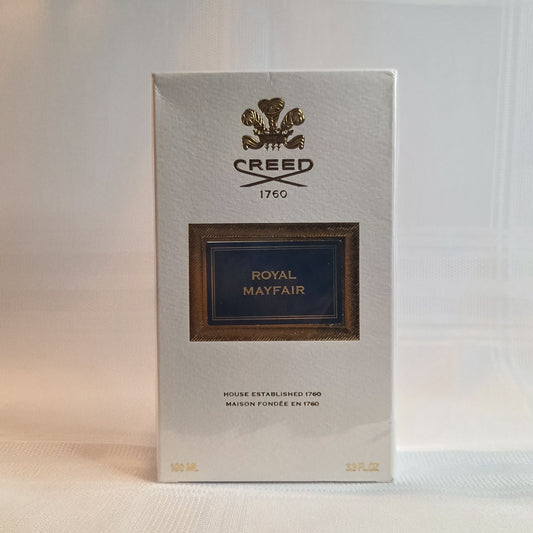 CREED
1760
ROYAL
MAYFAIR
HOUSE ESTABLISHED 1760
MAISON FONDÉE EN 1760
100 ML 3.3 FL.OZ